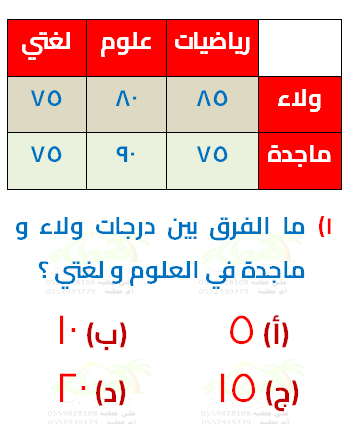 رياضيات علوم لغتي
ولاء ٨٥ ٨٠ ٧٥
ماجدة ٧٥ ٩٠ ٧٥
١) ما الفرق بين درجات ولاء و
ماجدة في العلوم و لغتي ؟
(أ) ٥ (ب) ١٠
(ج) ١٥ (د) ٢٠